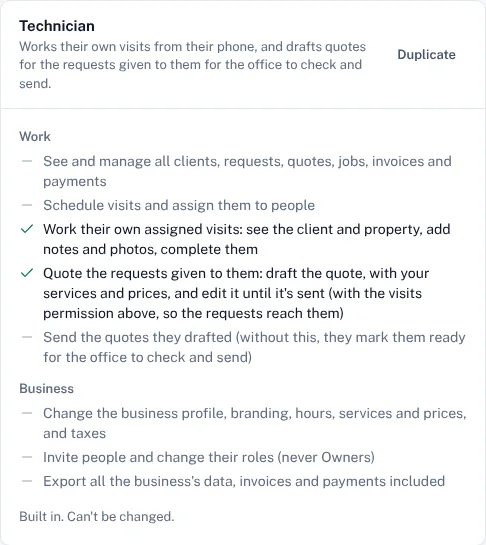 Technician
Works their own visits from their phone, and drafts quotes
for the requests given to them for the office to check and
send.
Duplicate
Work
See and manage all clients, requests, quotes, jobs, invoices and
payments
Schedule visits and assign them to people
Work their own assigned visits: see the client and property, add
notes and photos, complete them
Quote the requests given to them: draft the quote, with your
services and prices, and edit it until it's sent (with the visits
permission above, so the requests reach them)
Send the quotes they drafted (without this, they mark them ready
for the office to check and send)
Business
Change the business profile, branding, hours, services and prices,
and taxes
Invite people and change their roles (never Owners)
Export all the business's data, invoices and payments included
Built in. Can't be changed.